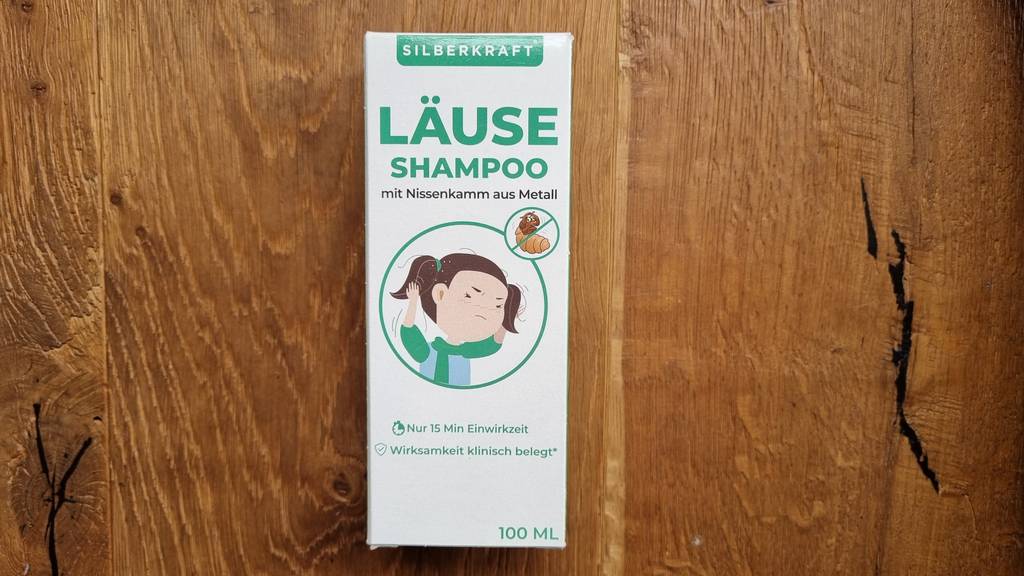 SILBERKRAFT
LÄUSE
SHAMPOO
mit Nissenkamm aus Metall
Nur 15 Min Einwirkzeit
Wirksamkeit klinisch belegt*
100 ML